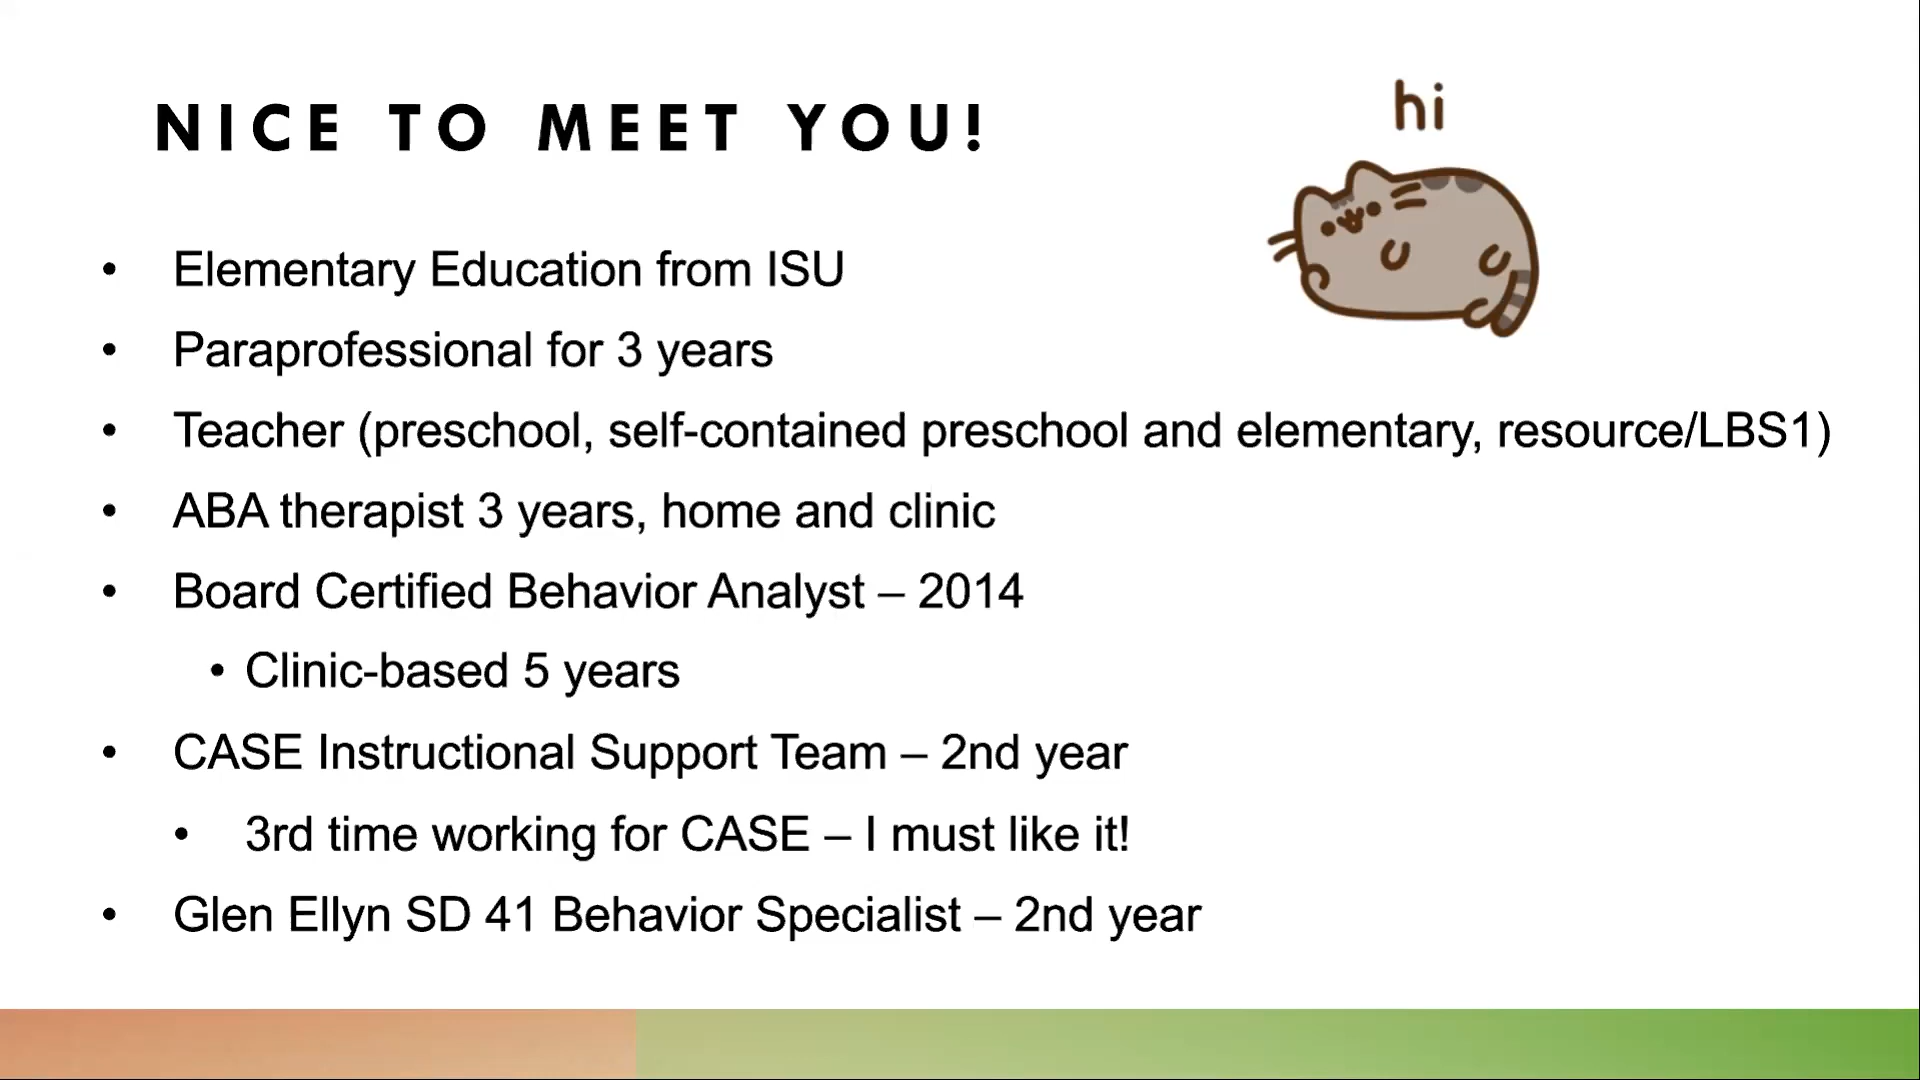 NICE TO MEET YOU!
hi
• Elementary Education from ISU
• Paraprofessional for 3 years
• Teacher (preschool, self-contained preschool and elementary, resource/LBS1)
• ABA therapist 3 years, home and clinic
• Board Certified Behavior Analyst – 2014
• Clinic-based 5 years
• CASE Instructional Support Team – 2nd year
• 3rd time working for CASE – I must like it!
• Glen Ellyn SD 41 Behavior Specialist – 2nd year